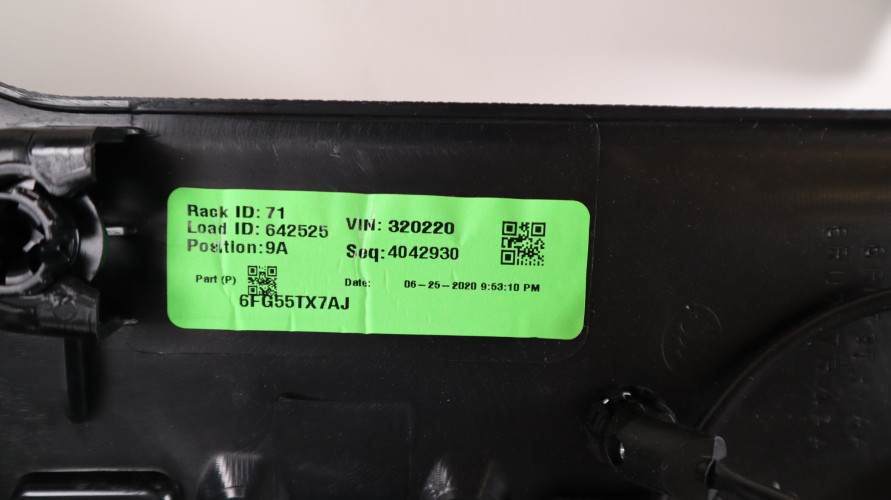 Rack ID: 71
Load ID: 642525
Position:9A
VIN: 320220
Seq:4042930
Part (P)
6FG55TX7AJ
Date: 06-25-2020 9:53:10 PM